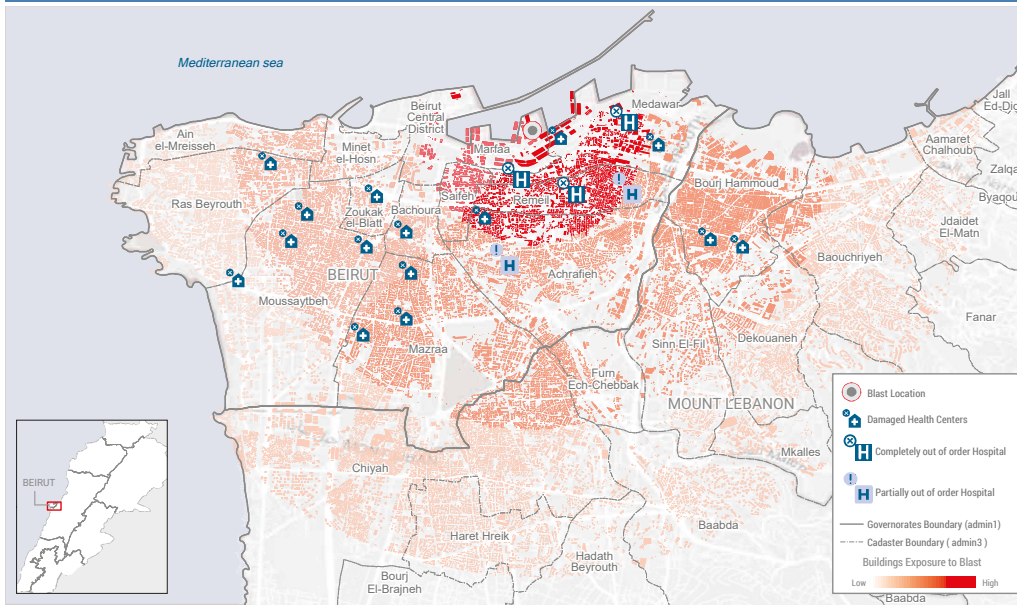 Mediterranean sea
Jall
Ed-Di
Medawar
Beirut
Central
District
Ain
el-Mreisseh
Minet
el-Hosn
Marfaa
Aamaret
Chalhoub
Zalqa
Bourj Hammoud
Ras Beyrouth
Zoukak
el-Blatt
Bachoura
Saifeh
Remeil
Byaqou
Jdaidet
El-Matn
Baouchriyeh
BEIRUT
Achrafieh
Moussaytbeh
Fanar
Mazraa
Sinn El-Fil
Dekouaneh
Furn
Ech-Chebbak
MOUNT LEBANON
Mkalles
Chiyah
Baabda
Haret Hreik
Hadath
Beyrouth
Bourj
El-Brajneh
Baabda
BEIRUT
Blast Location
Damaged Health Centers
H
Completely out of order Hospital
!
H
Partially out of order Hospital
Governorates Boundary (admin1)
Cadaster Boundary ( admin3 )
Buildings Exposure to Blast
Low
High
H
H
H
!
H
!
H